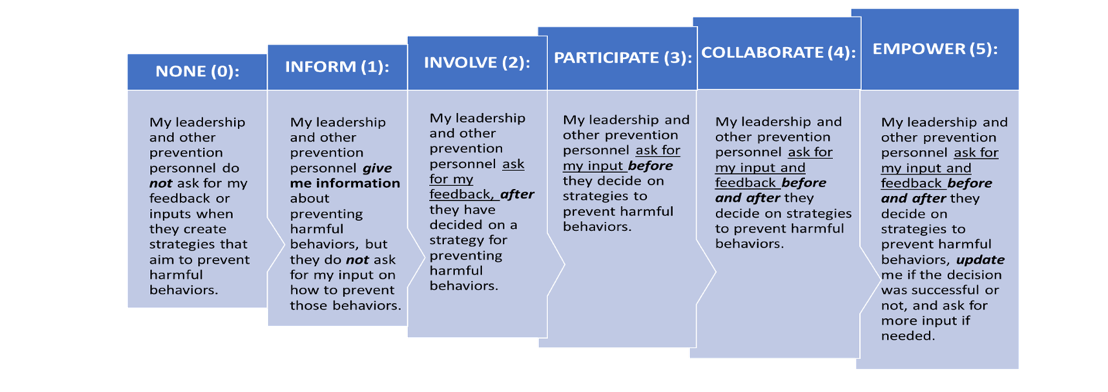 NONE (0):
My leadership
and other
prevention
personnel do
not ask for my
feedback or
inputs when
they create
strategies that
aim to prevent
harmful
behaviors.
INFORM (1):
My leadership
and other
prevention
personnel give
me information
about
preventing
harmful
behaviors, but
they do not ask
for my input on
how to prevent
those behaviors.
INVOLVE (2):
My leadership
and other
prevention
personnel ask
for my
feedback, after
they have
decided on a
strategy for
preventing
harmful
behaviors.
PARTICIPATE (3):
My leadership and
other prevention
personnel ask for
my input before
they decide on
strategies to
prevent harmful
behaviors.
COLLABORATE (4):
My leadership and
other prevention
personnel ask for
my input and
feedback before
and after they
decide on strategies
to prevent harmful
behaviors.
EMPOWER (5):
My leadership and
other prevention
personnel ask for
my input and
feedback before
and after they
decide on
strategies to
prevent harmful
behaviors, update
me if the decision
was successful or
not, and ask for
more input if
needed.